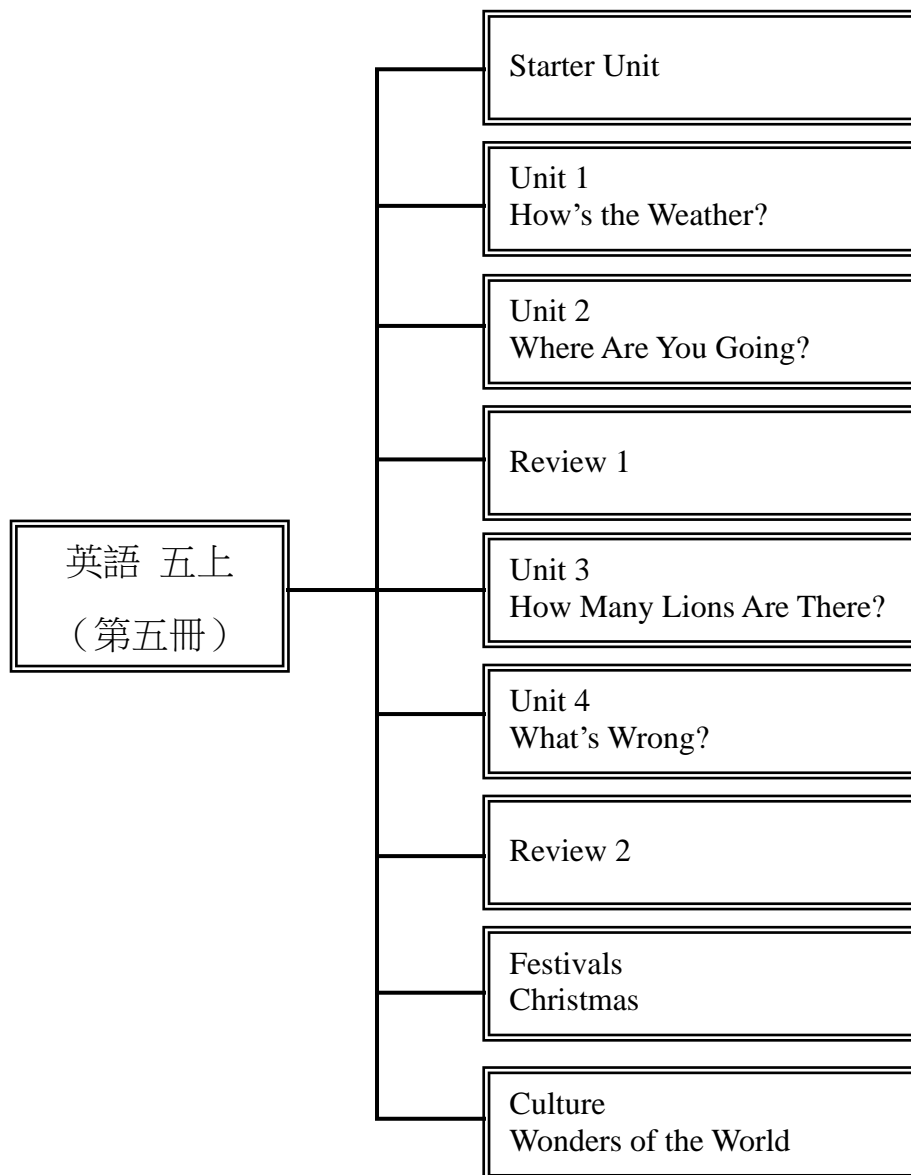 Starter Unit
Unit 1
How's the Weather?
Unit 2
Where Are You Going?
Review 1
英語 五上
（第五冊）
Unit 3
How Many Lions Are There?
Unit 4
What's Wrong?
Review 2
Festivals
Christmas
Culture
Wonders of the World